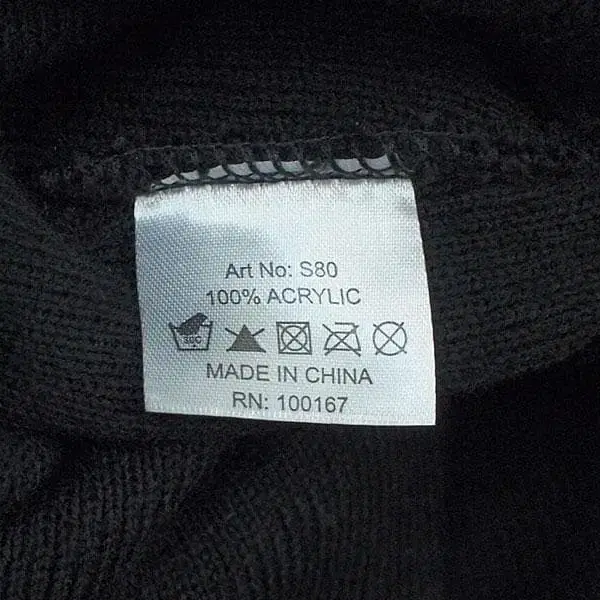 Art No: S80
100% ACRYLIC
MADE IN CHINA
RN: 100167